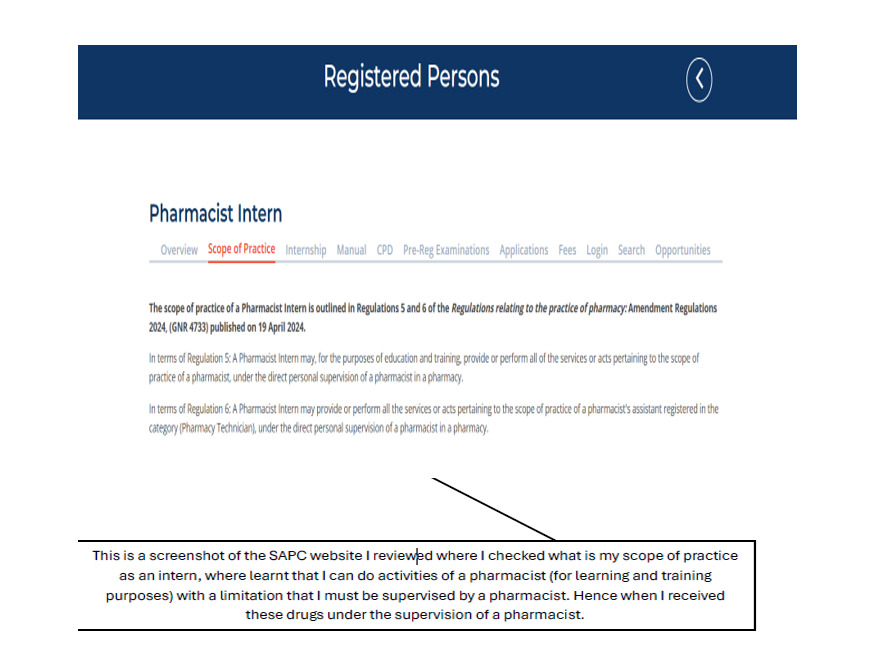 Registered Persons
Pharmacist Intern
Overview Scope of Practice Internship Manual CPD Pre-Reg Examinations Applications Fees Login Search Opportunities
The scope of practice of a Pharmacist Intern is outlined in Regulations 5 and 6 of the Regulations relating to the practice of pharmacy: Amendment Regulations
2024, (GNR 4733) published on 19 April 2024.
In terms of Regulation 5: A Pharmacist Intern may, for the purposes of education and training, provide or perform all of the services or acts pertaining to the scope of
practice of a pharmacist, under the direct personal supervision of a pharmacist in a pharmacy.
In terms of Regulation 6: A Pharmacist Intern may provide or perform all the services or acts pertaining to the scope of practice of a pharmacist's assistant registered in the
category (Pharmacy Technician), under the direct personal supervision of a pharmacist in a pharmacy.
This is a screenshot of the SAPC website I reviewed where I checked what is my scope of practice
as an intern, where learnt that I can do activities of a pharmacist (for learning and training
purposes) with a limitation that I must be supervised by a pharmacist. Hence when I received
these drugs under the supervision of a pharmacist.